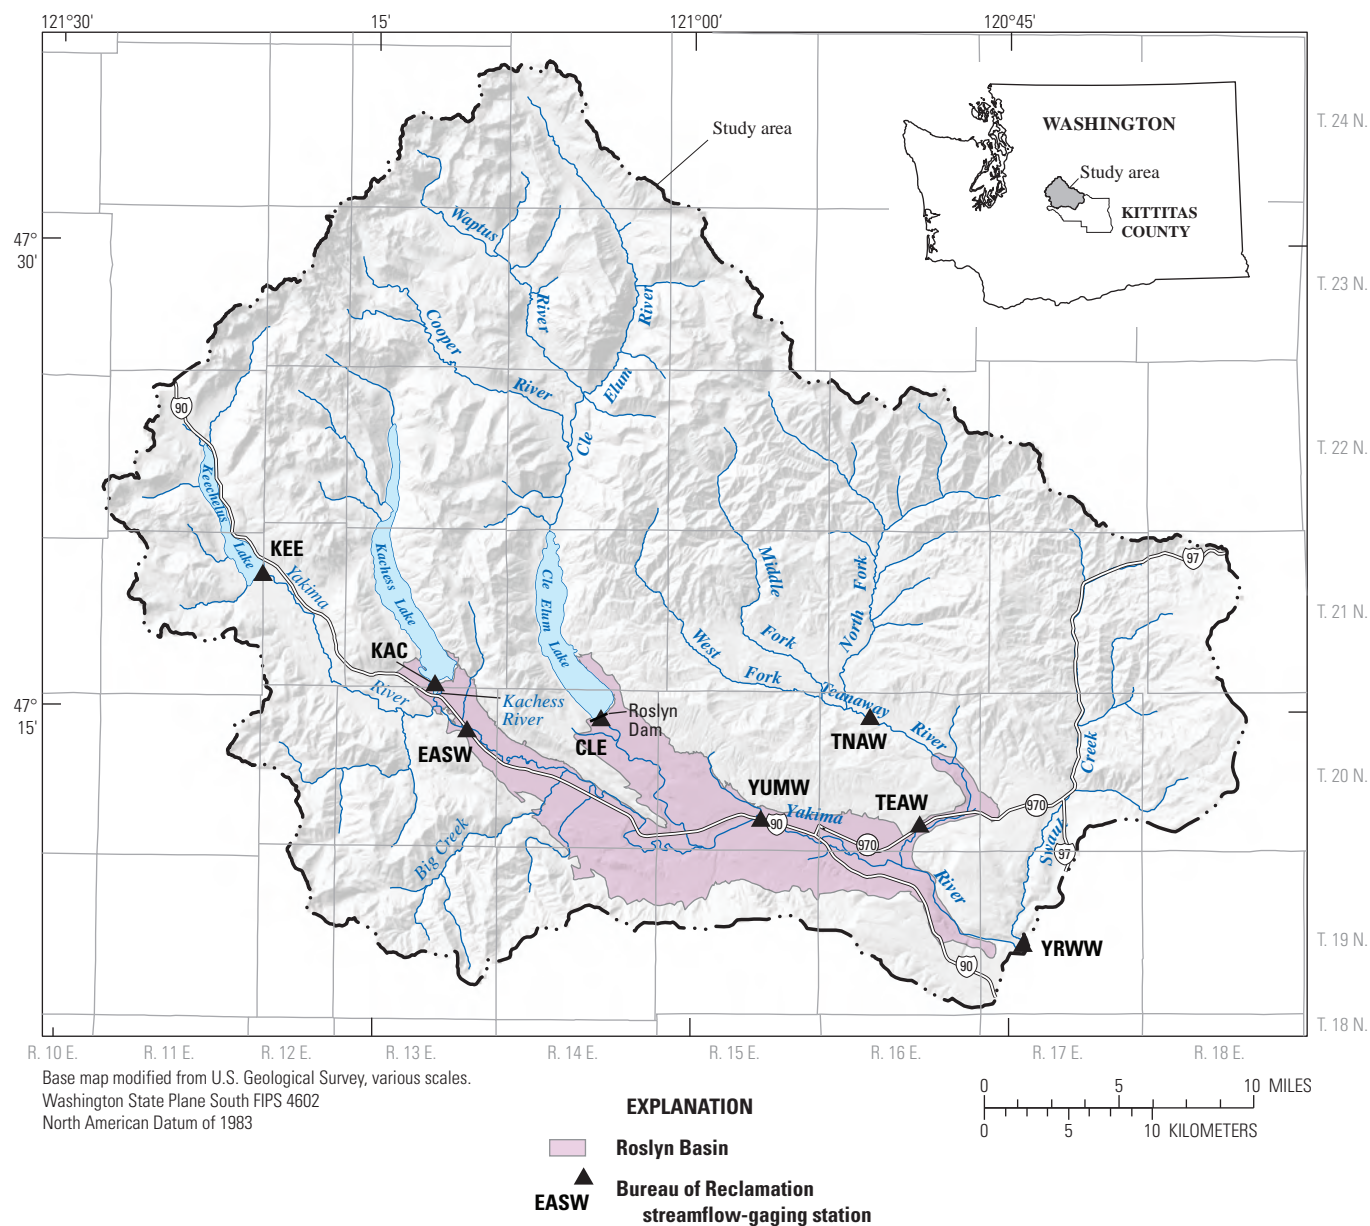 121°30'
15'
121°00'
120°45'
Study area
WASHINGTON
Study area
KITTITAS
COUNTY
T. 24 N.
T. 23 N.
T. 22 N.
T. 21 N.
T. 20 N.
T. 19 N.
T. 18 N.
47°
30'
47°
15'
Waptus
River
Cooper
River
River
Elum
Cle
90
Keechelus
Lake
KEE
Yakima
River
Kachess
Lake
KAC
Kachess
River
EASW
Cle Elum
Lake
Roslyn
Dam
CLE
Middle
Fork
North Fork
West
Fork
Teanaway
River
TNAW
97
Creek
Swauk
YUMW
90
Yakima
TEAW
970
970
97
Big Creek
River
90
YRWW
R. 10 E.
R. 11 E.
R. 12 E.
R. 13 E.
R. 14 E.
R. 15 E.
R. 16 E.
R. 17 E.
R. 18 E.
Base map modified from U.S. Geological Survey, various scales.
Washington State Plane South FIPS 4602
North American Datum of 1983
0 5 10 MILES
0 5 10 KILOMETERS
EXPLANATION
Roslyn Basin
EASW
Bureau of Reclamation
streamflow-gaging station